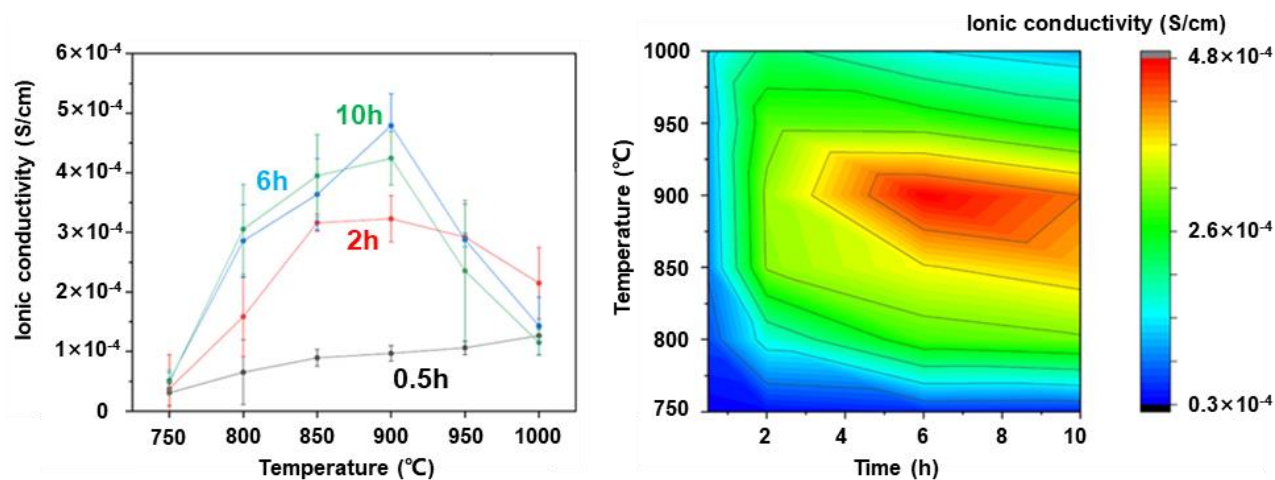 Ionic conductivity (S/cm)
6×10⁻⁴
5×10⁻⁴
4×10⁻⁴
3×10⁻⁴
2×10⁻⁴
1×10⁻⁴
0
10h
6h
2h
0.5h
750 800 850 900 950 1000
Temperature (℃)
Ionic conductivity (S/cm)
Temperature (℃)
1000
950
900
850
800
750
2 4 6 8 10
Time (h)
4.8×10⁻⁴
2.6×10⁻⁴
0.3×10⁻⁴